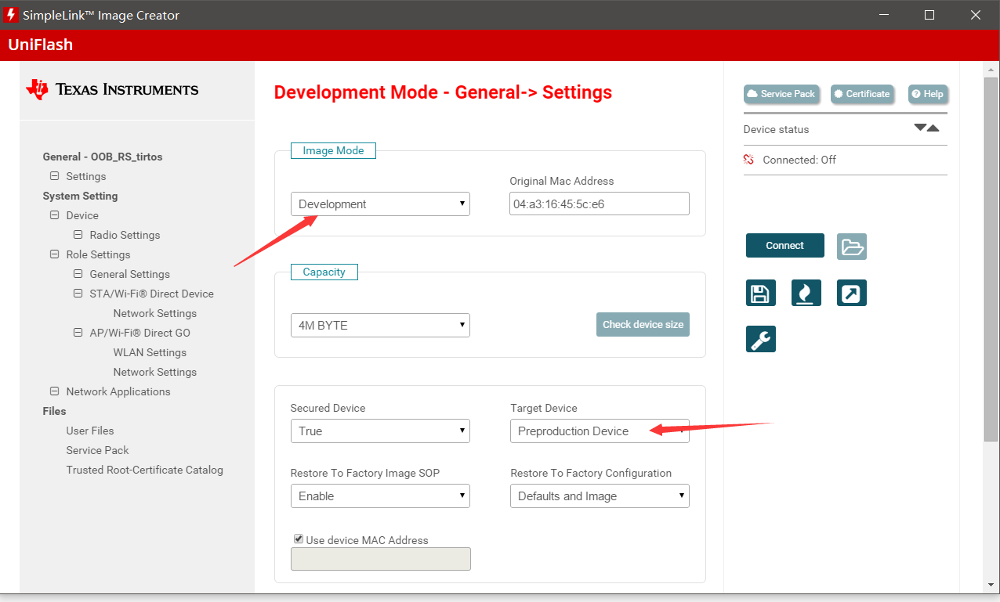 SimpleLink™ Image Creator
UniFlash
TEXAS INSTRUMENTS
General - OOB_RS_tirtos
Settings
System Setting
Device
Radio Settings
Role Settings
General Settings
STA/Wi-Fi® Direct Device
Network Settings
AP/Wi-Fi® Direct GO
WLAN Settings
Network Settings
Network Applications
Files
User Files
Service Pack
Trusted Root-Certificate Catalog
Development Mode - General-> Settings
Image Mode
Original Mac Address
Development
04:a3:16:45:5c:e6
Capacity
4M BYTE
Check device size
Secured Device
Target Device
True
Preproduction Device
Restore To Factory Image SOP
Restore To Factory Configuration
Enable
Defaults and Image
Use device MAC Address
Service Pack
Certificate
Help
Device status
Connected: Off
Connect